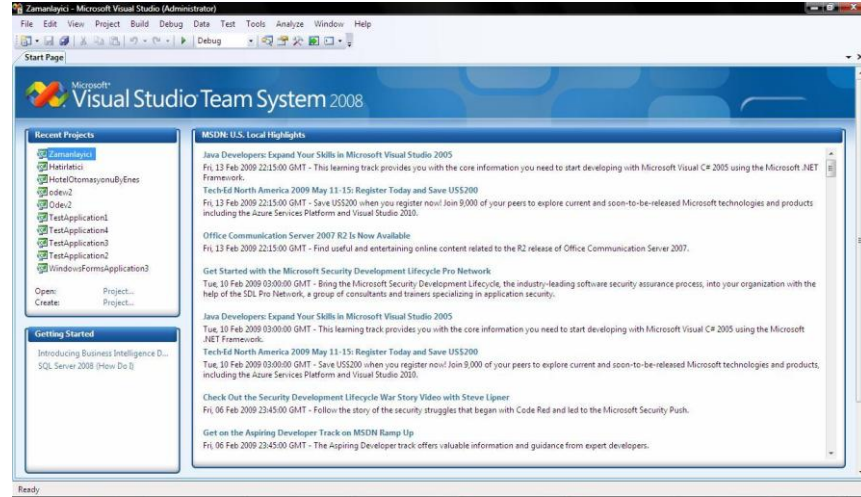 Zamanlayici - Microsoft Visual Studio (Administrator)
File Edit View Project Build Debug Data Test Tools Analyze Window Help
Debug
Start Page
Microsoft®
Visual Studio Team System 2008
Recent Projects
Zamanlayici
Hatirlatici
HotelOtomasyonuByEnes
odew2
Odev2
TestApplication1
TestApplication4
TestApplication3
TestApplication2
WindowsFormsApplication3
Open: Project...
Create: Project...
Getting Started
Introducing Business Intelligence D...
SQL Server 2008 (How Do I)
MSDN: U.S. Local Highlights
Java Developers: Expand Your Skills in Microsoft Visual Studio 2005
Fri, 13 Feb 2009 22:15:00 GMT - This learning track provides you with the core information you need to start developing with Microsoft Visual C# 2005 using the Microsoft .NET
Framework.
Tech·Ed North America 2009 May 11-15: Register Today and Save US$200
Fri, 13 Feb 2009 22:15:00 GMT - Save US$200 when you register now! Join 9,000 of your peers to explore current and soon-to-be-released Microsoft technologies and products
including the Azure Services Platform and Visual Studio 2010.
Office Communication Server 2007 R2 Is Now Available
Fri, 13 Feb 2009 22:15:00 GMT - Find useful and entertaining online content related to the R2 release of Office Communication Server 2007.
Get Started with the Microsoft Security Development Lifecycle Pro Network
Tue, 10 Feb 2009 03:00:00 GMT - Bring the Microsoft Security Development Lifecycle, the industry-leading software security assurance process, into your organization with the
help of the SDL Pro Network, a group of consultants and trainers specializing in application security.
Java Developers: Expand Your Skills in Microsoft Visual Studio 2005
Tue, 10 Feb 2009 03:00:00 GMT - This learning track provides you with the core information you need to start developing with Microsoft Visual C# 2005 using the Microsoft
.NET Framework.
Tech·Ed North America 2009 May 11-15: Register Today and Save US$200
Tue, 10 Feb 2009 03:00:00 GMT - Save US$200 when you register now! Join 9,000 of your peers to explore current and soon-to-be-released Microsoft technologies and products,
including the Azure Services Platform and Visual Studio 2010.
Check Out the Security Development Lifecycle War Story Video with Steve Lipner
Fri, 06 Feb 2009 23:45:00 GMT - Follow the story of the security struggles that began with Code Red and led to the Microsoft Security Push.
Get on the Aspiring Developer Track on MSDN Ramp Up
Fri, 06 Feb 2009 23:45:00 GMT - The Aspiring Developer track offers valuable information and guidance from expert developers.
Ready